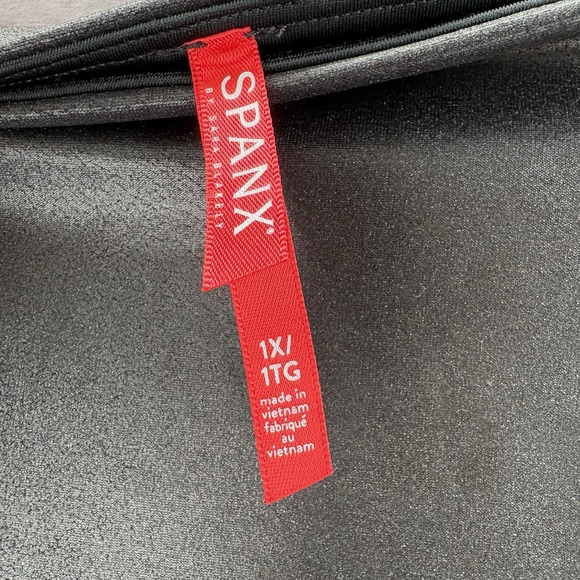 SPANX®
BY SARA BLAKELY
1X/
1TG
made in
vietnam
fabriqué
au
vietnam